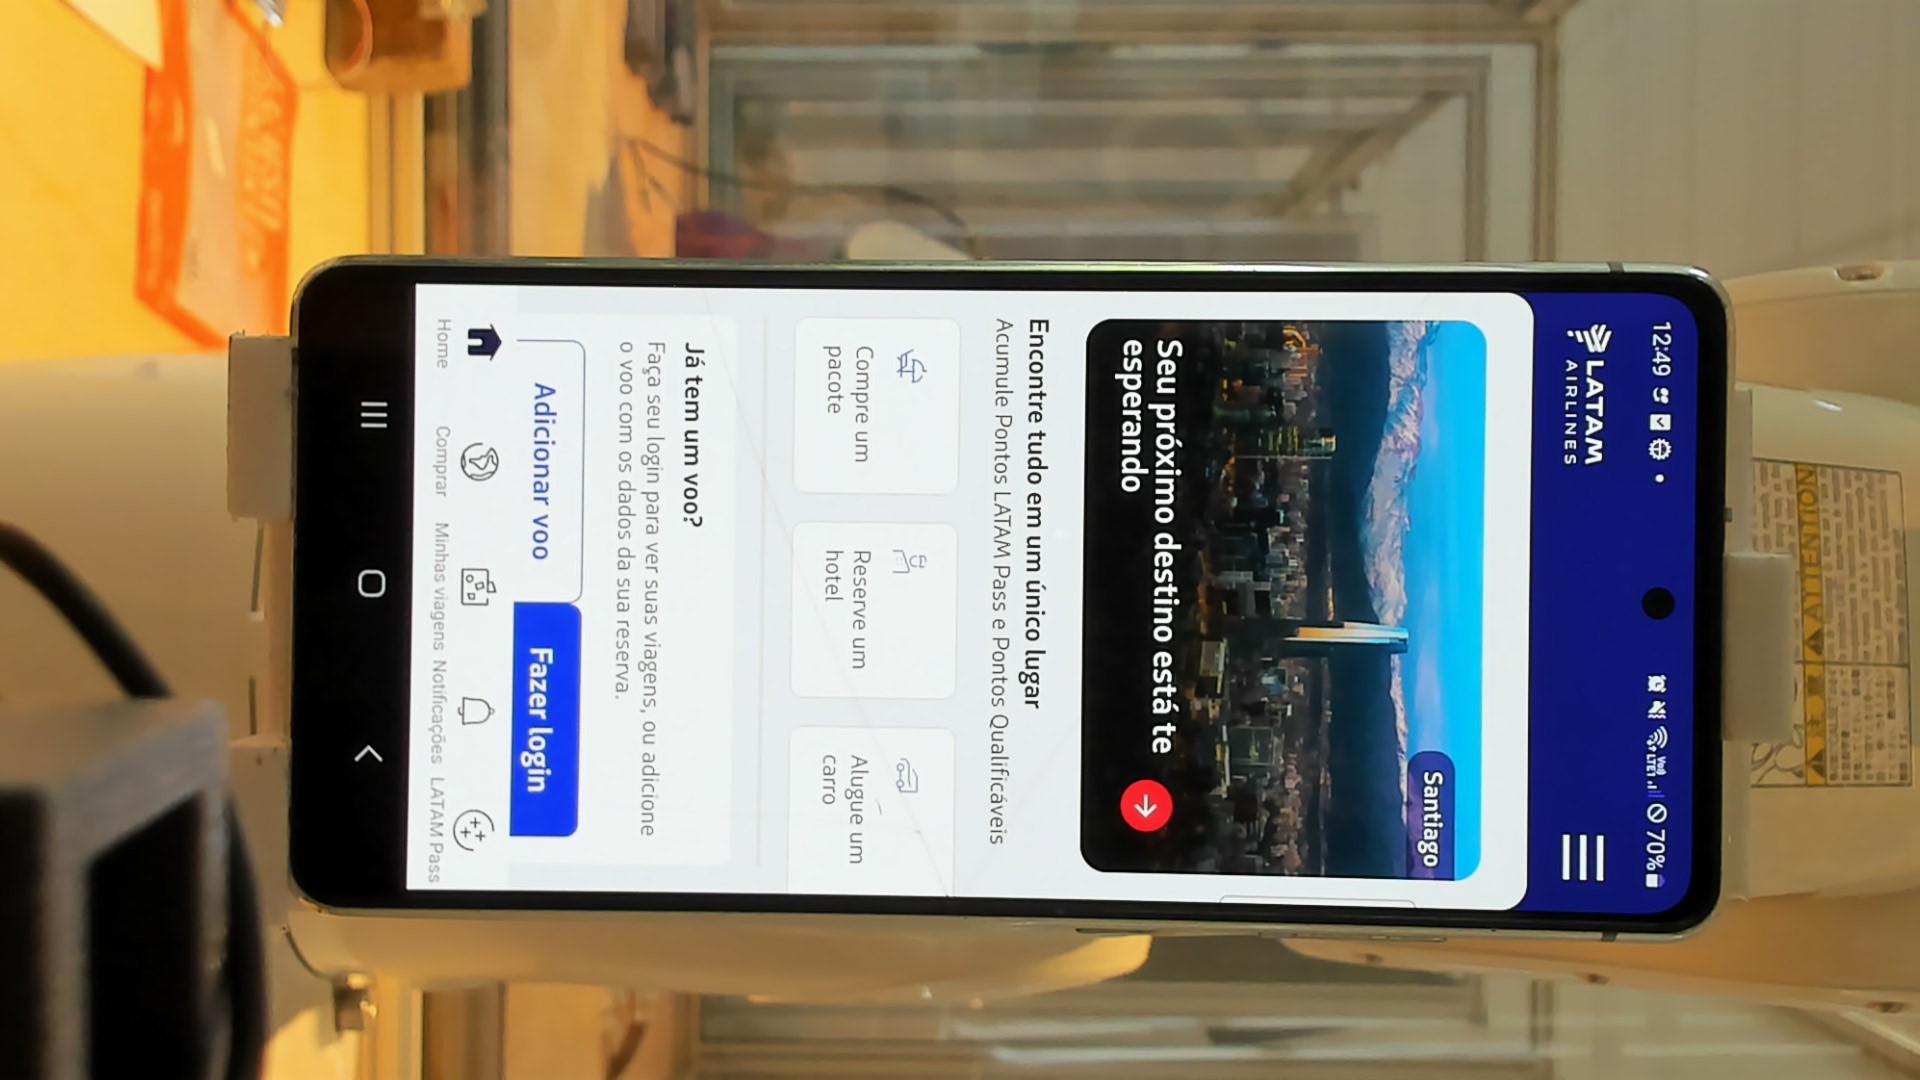 12:49
70%
LATAM
AIRLINES
Santiago
Seu próximo destino está te
esperando
Encontre tudo em um único lugar
Acumule Pontos LATAM Pass e Pontos Qualificáveis
Compre um
pacote
Reserve um
hotel
Alugue um
carro
Já tem um voo?
Faça seu login para ver suas viagens, ou adicione
o voo com os dados da sua reserva.
Adicionar voo
Fazer login
Home
Comprar
Minhas viagens
Notificações
LATAM Pass
ATTENTION